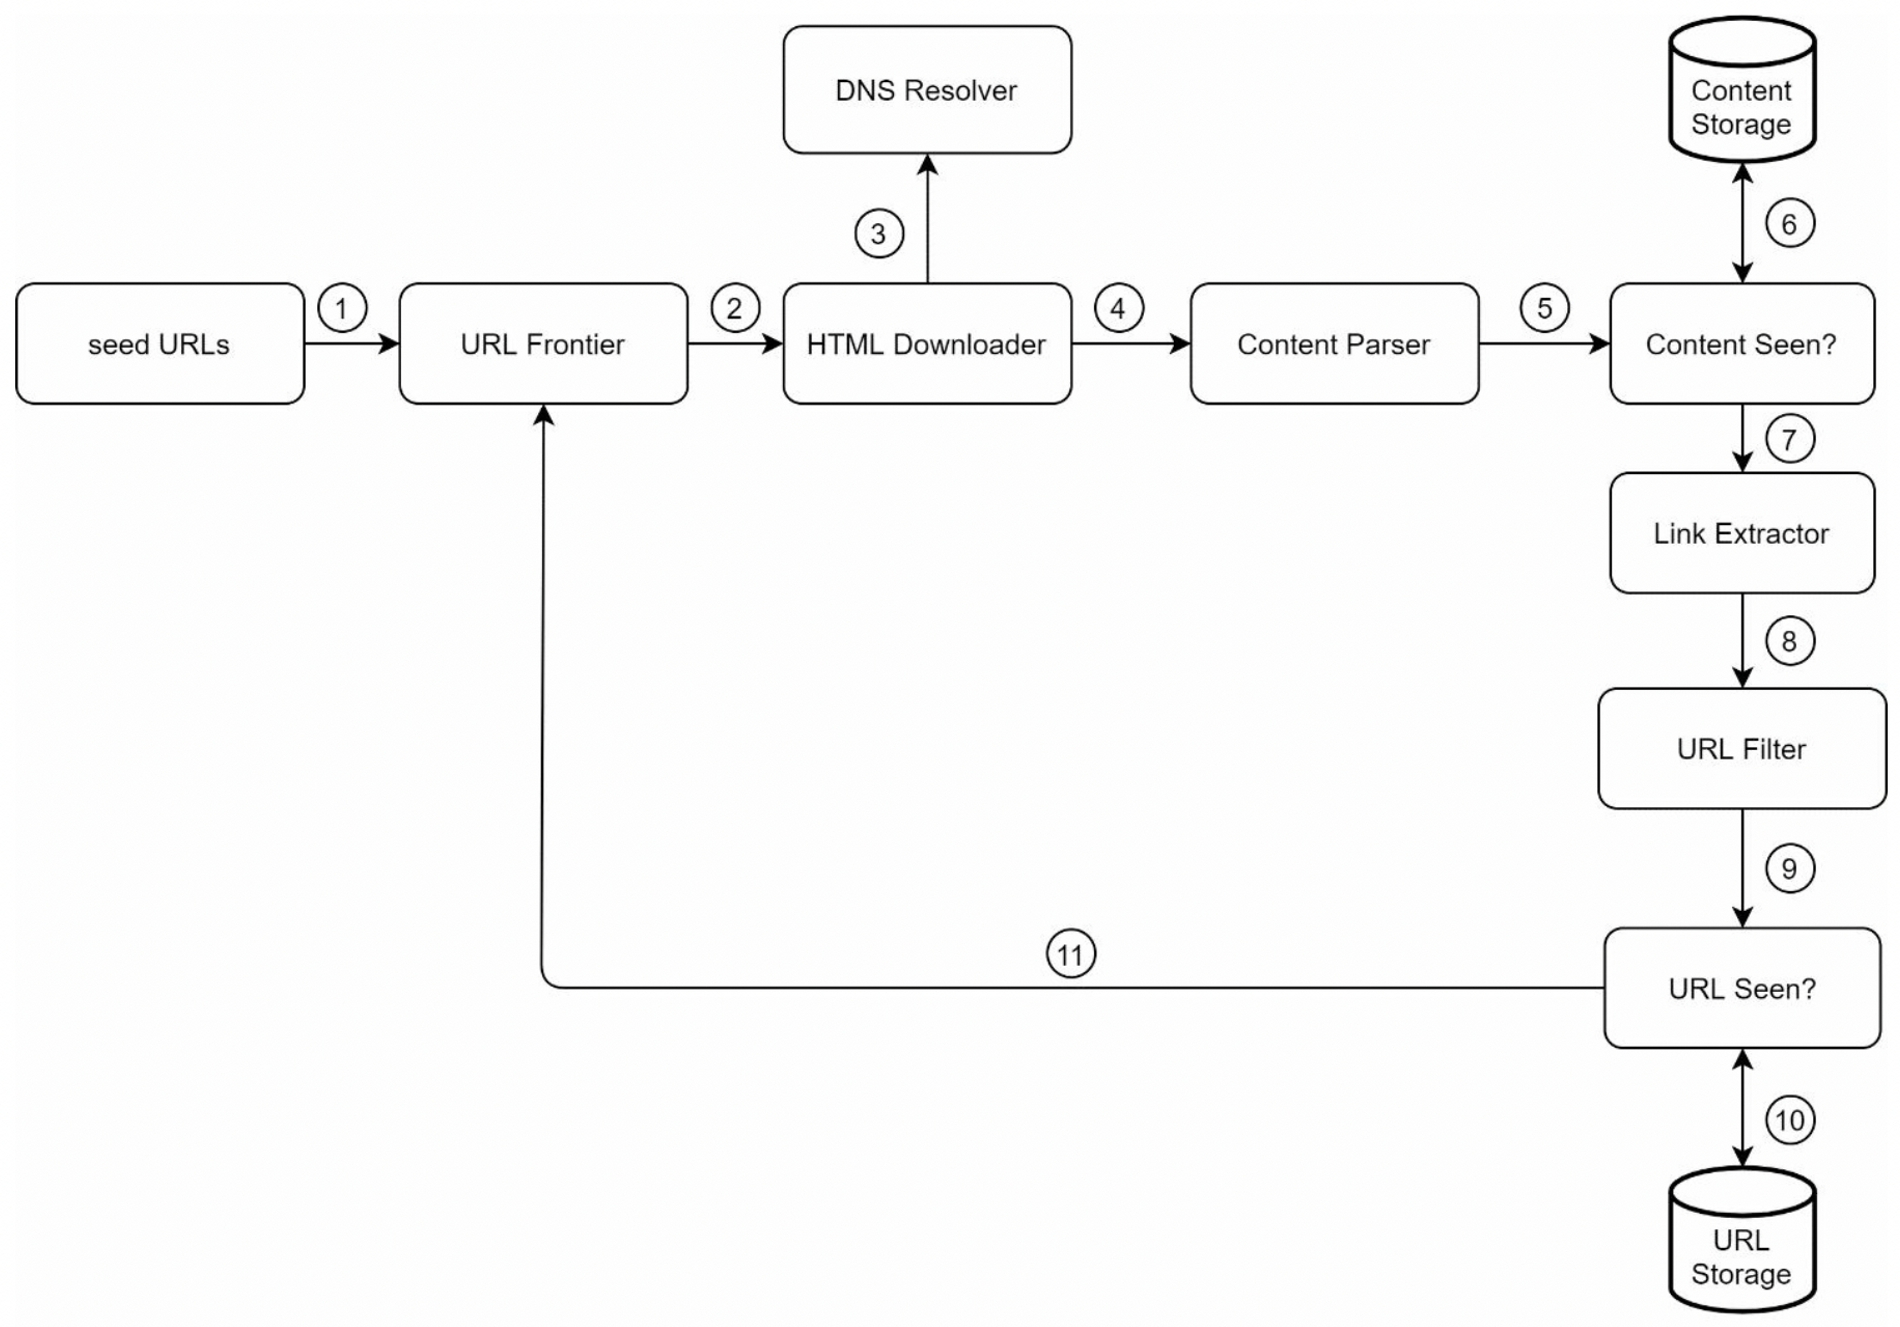 DNS Resolver
Content
Storage
3
6
seed URLs
1
URL Frontier
2
HTML Downloader
4
Content Parser
5
Content Seen?
7
Link Extractor
8
URL Filter
9
11
URL Seen?
10
URL
Storage